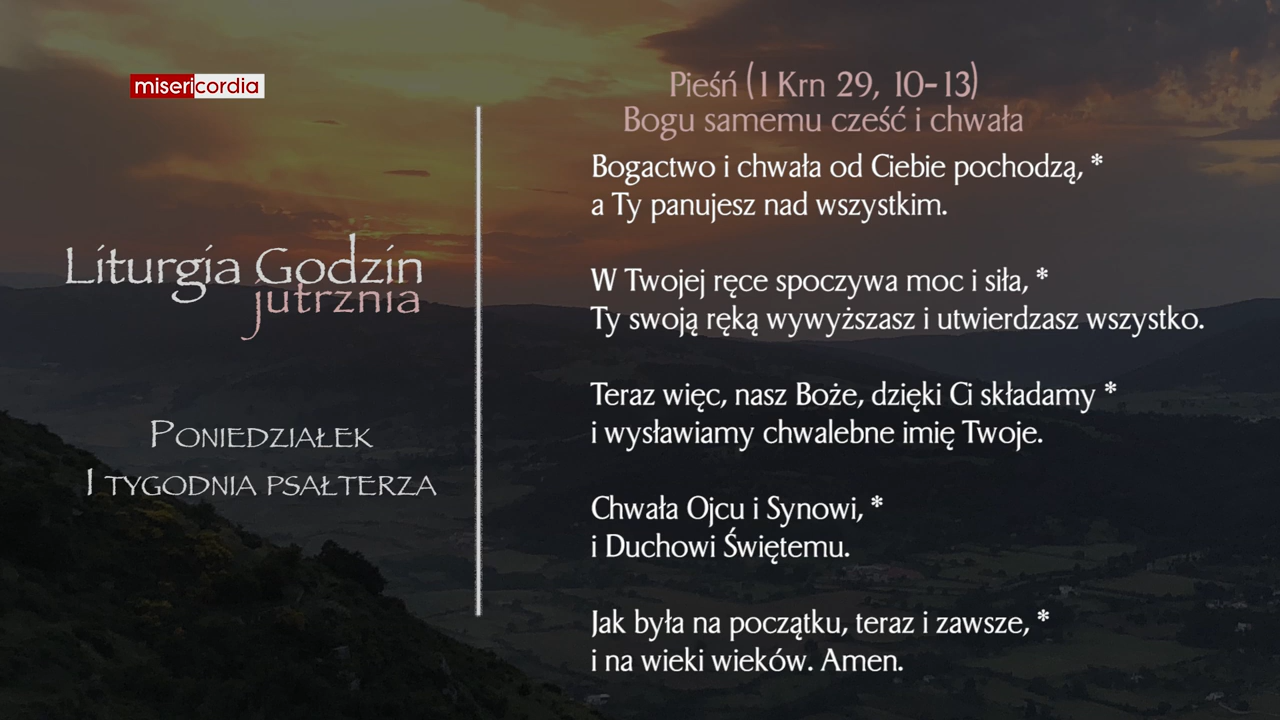 misericordia
Liturgia Godzin
jutrznia
Poniedziałek
I tygodnia psałterza
Pieśń (1 Krn 29, 10-13)
Bogu samemu cześć i chwała
Bogactwo i chwała od Ciebie pochodzą, *
a Ty panujesz nad wszystkim.
W Twojej ręce spoczywa moc i siła, *
Ty swoją ręką wywyższasz i utwierdzasz wszystko.
Teraz więc, nasz Boże, dzięki Ci składamy *
i wysławiamy chwalebne imię Twoje.
Chwała Ojcu i Synowi, *
i Duchowi Świętemu.
Jak była na początku, teraz i zawsze, *
i na wieki wieków. Amen.